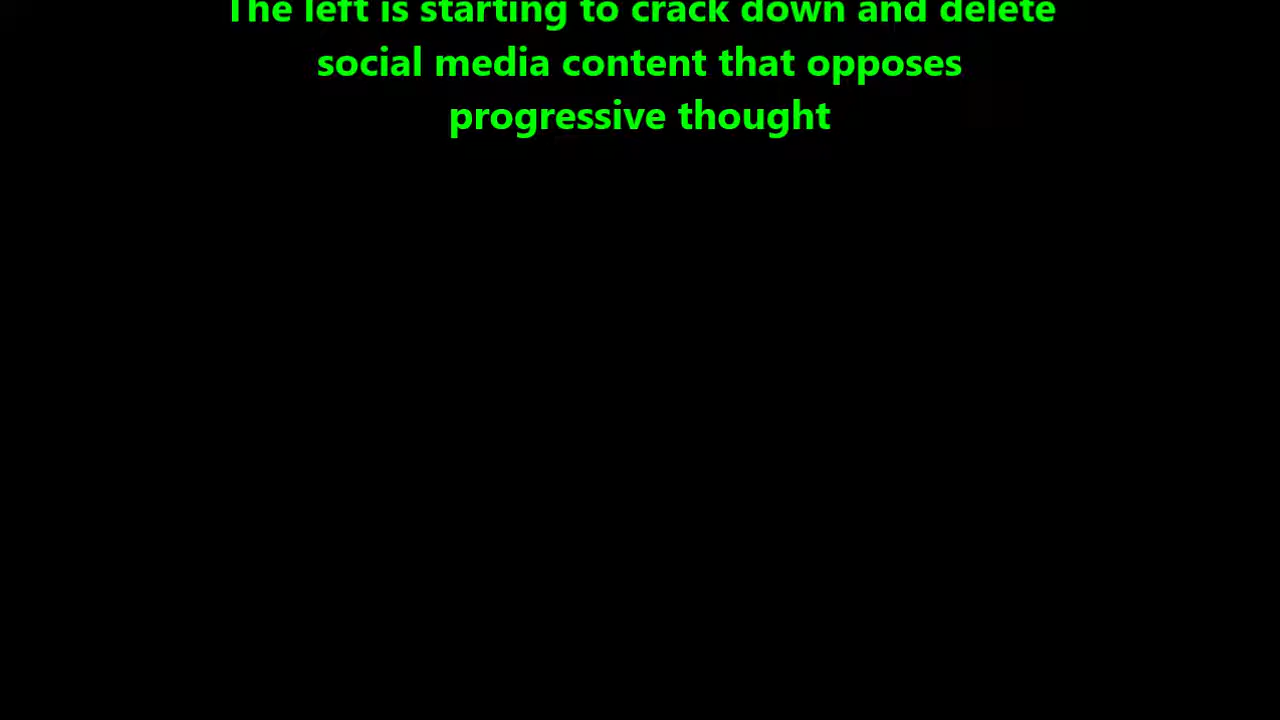 The left is starting to crack down and delete
social media content that opposes
progressive thought